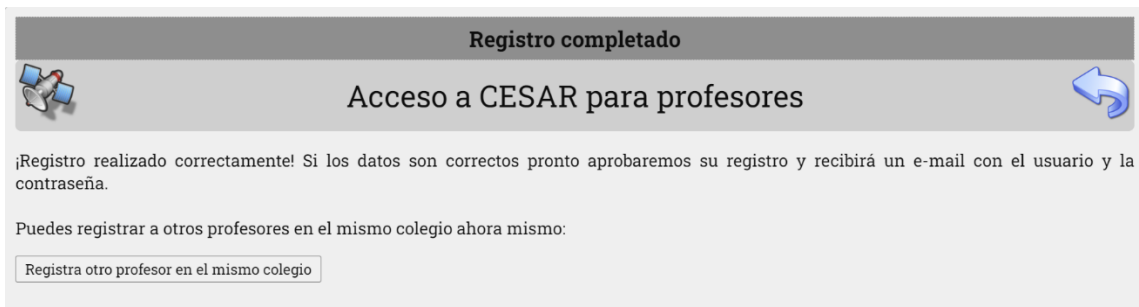 Registro completado
Acceso a CESAR para profesores
¡Registro realizado correctamente! Si los datos son correctos pronto aprobaremos su registro y recibirá un e-mail con el usuario y la
contraseña.
Puedes registrar a otros profesores en el mismo colegio ahora mismo:
Registra otro profesor en el mismo colegio